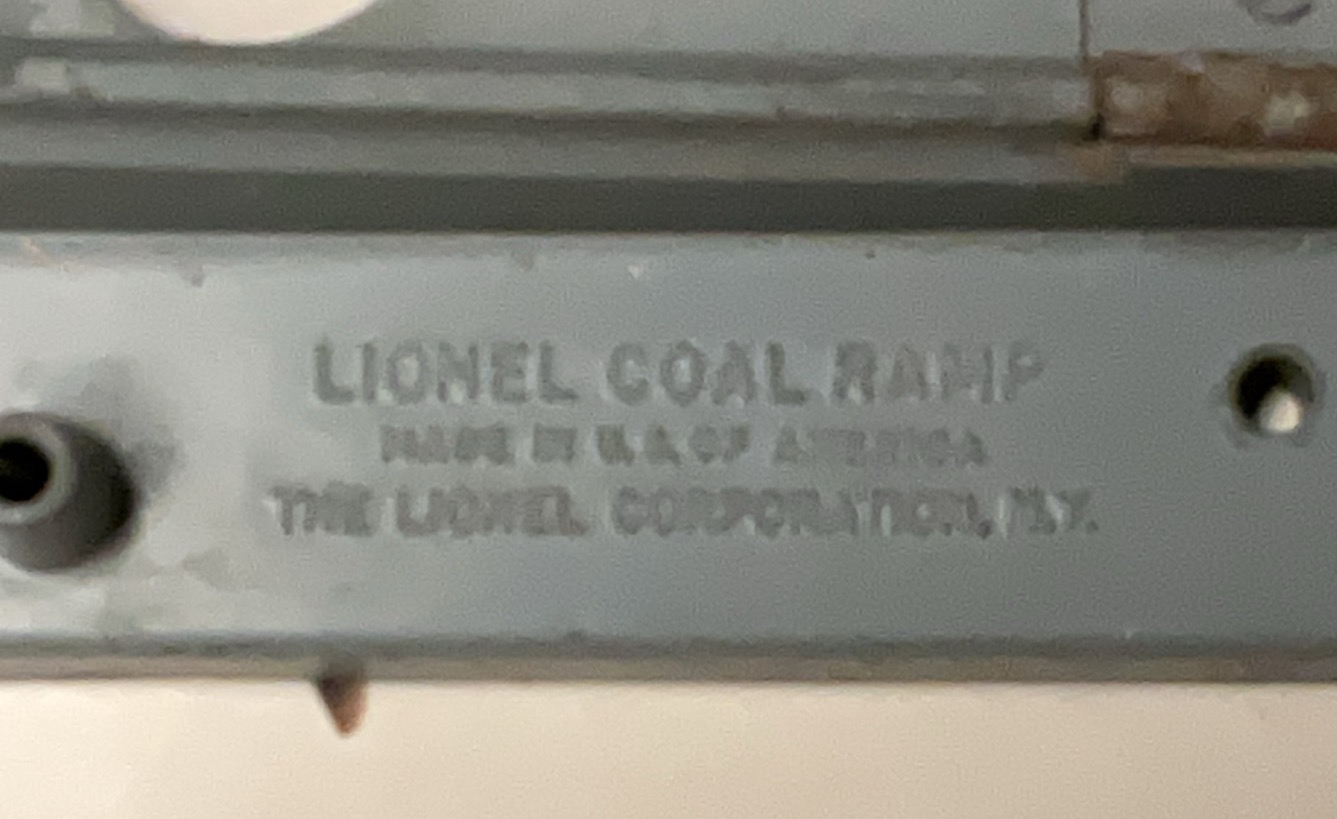 LIONEL COAL RAMP
MADE IN U.S. OF AMERICA
THE LIONEL CORPORATION, N.Y.